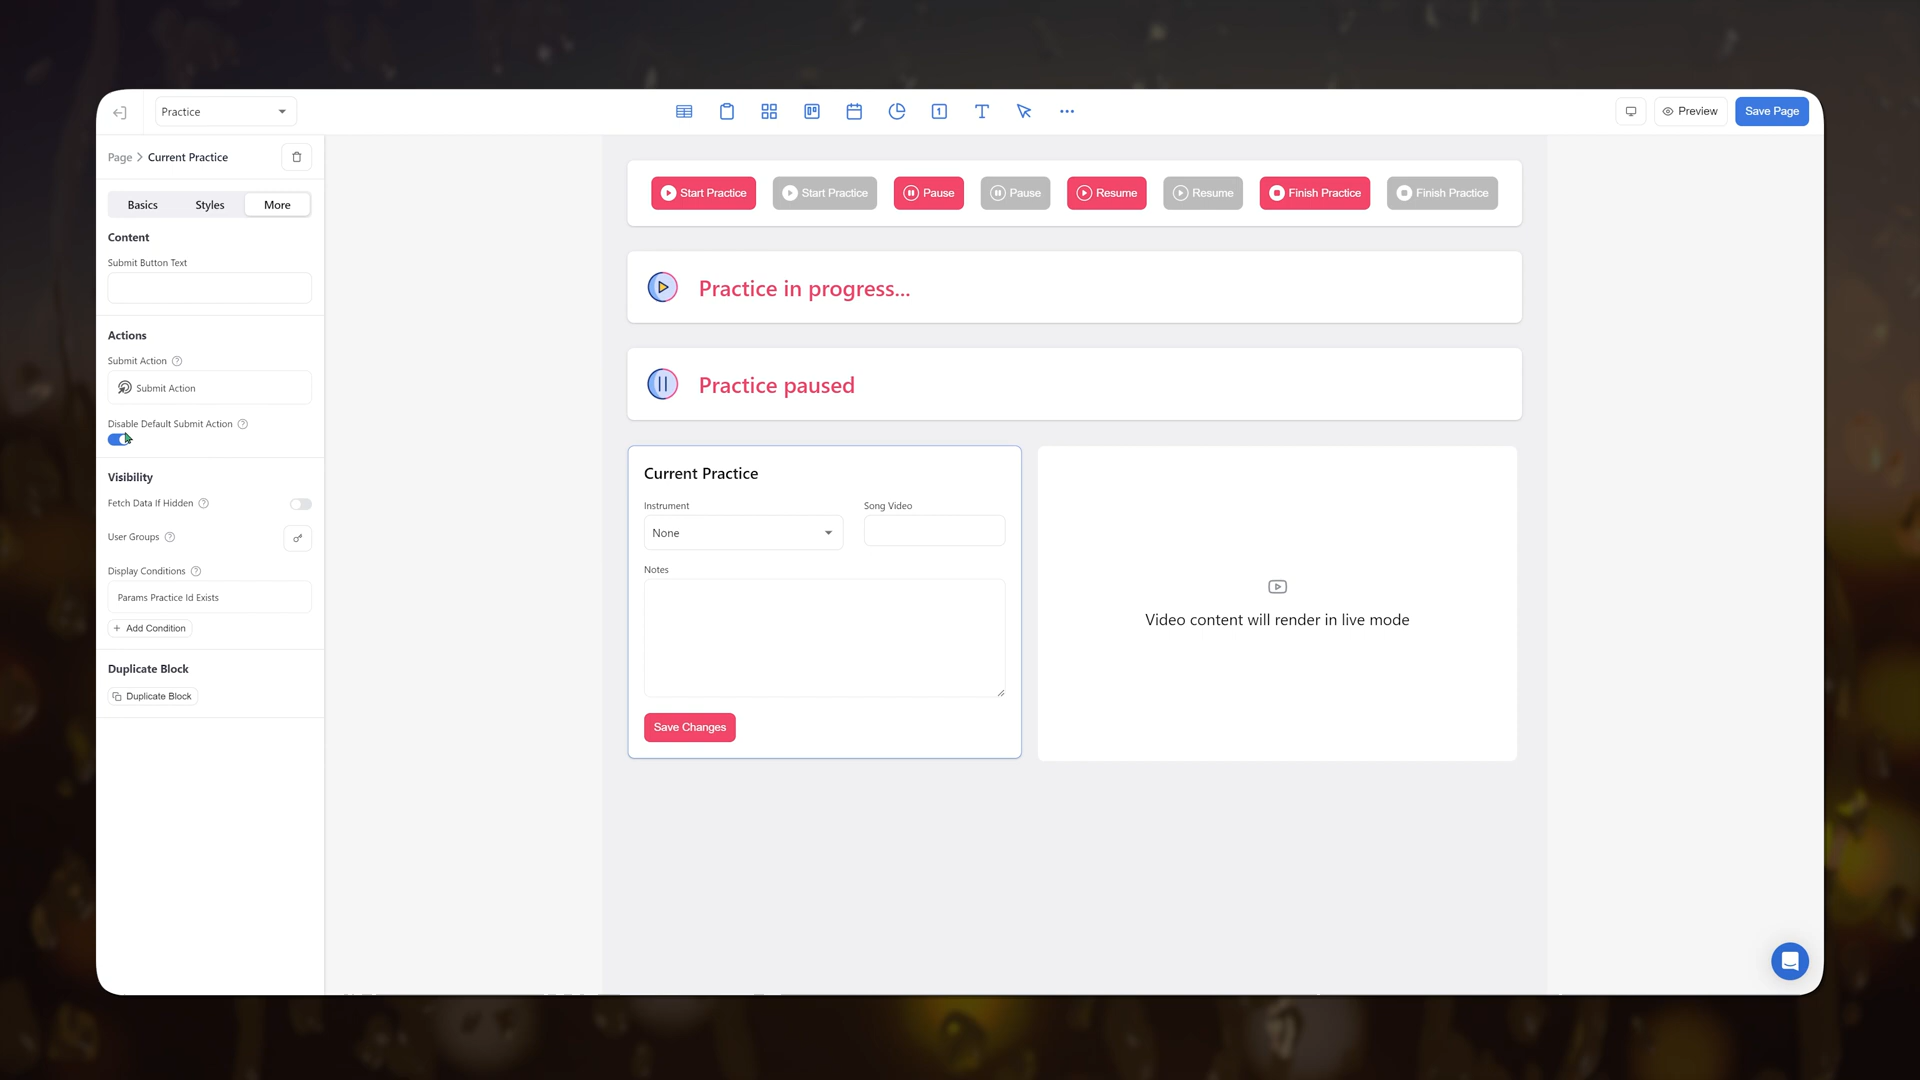 Practice
1
Preview
Save Page
Page > Current Practice
Basics
Styles
More
Content
Submit Button Text
Actions
Submit Action ?
Submit Action
Disable Default Submit Action ?
Visibility
Fetch Data If Hidden ?
User Groups ?
Display Conditions ?
Params Practice Id Exists
+ Add Condition
Duplicate Block
Duplicate Block
Start Practice
Start Practice
Pause
Pause
Resume
Resume
Finish Practice
Finish Practice
Practice in progress...
Practice paused
Current Practice
Instrument
Song Video
None
Notes
Save Changes
Video content will render in live mode